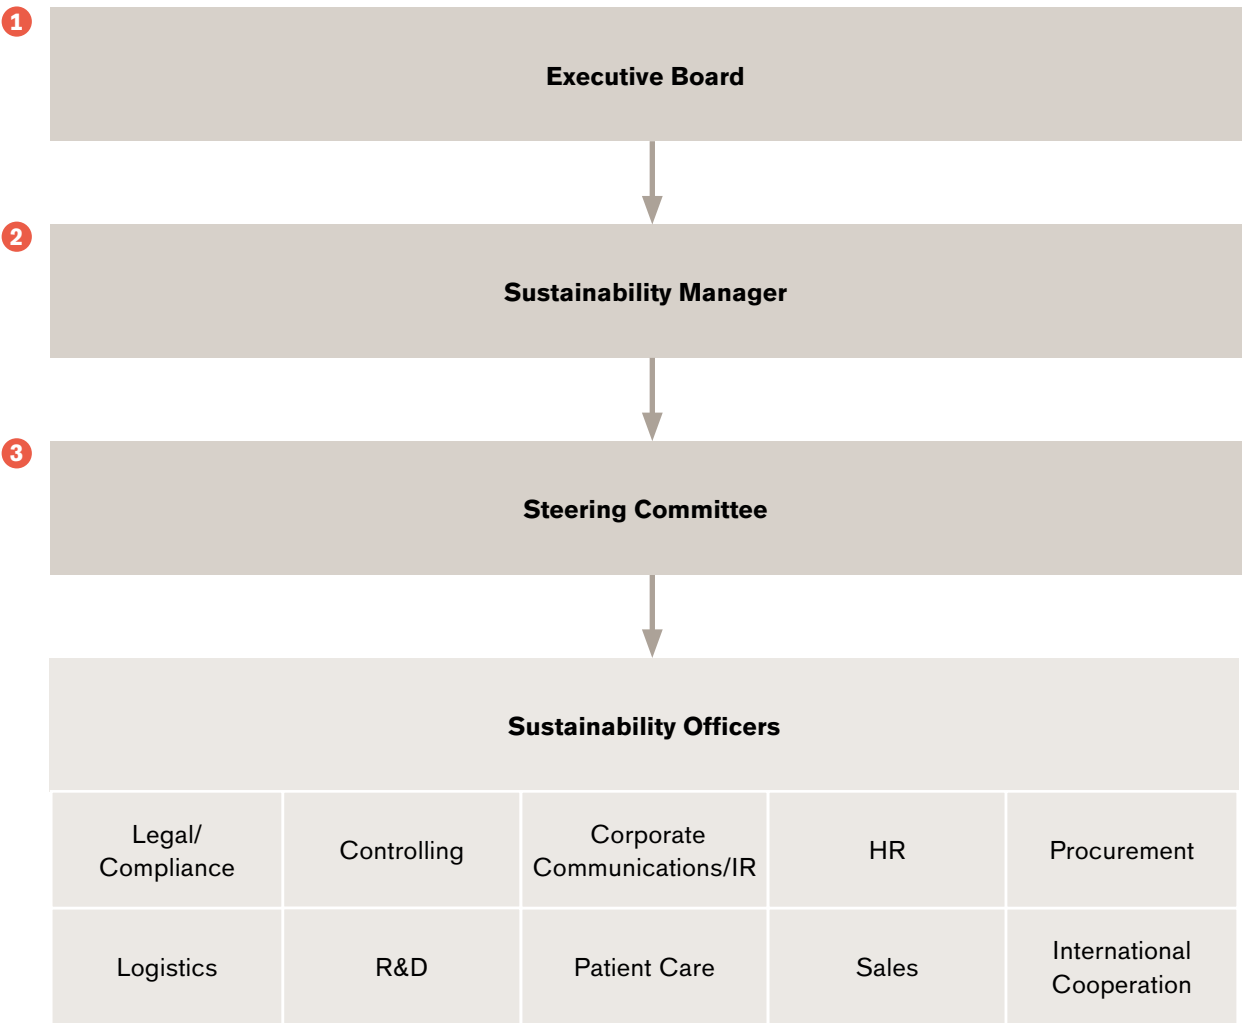 1
Executive Board
2
Sustainability Manager
3
Steering Committee
Sustainability Officers
Legal/
Compliance
Controlling
Corporate
Communications/IR
HR
Procurement
Logistics
R&D
Patient Care
Sales
International
Cooperation